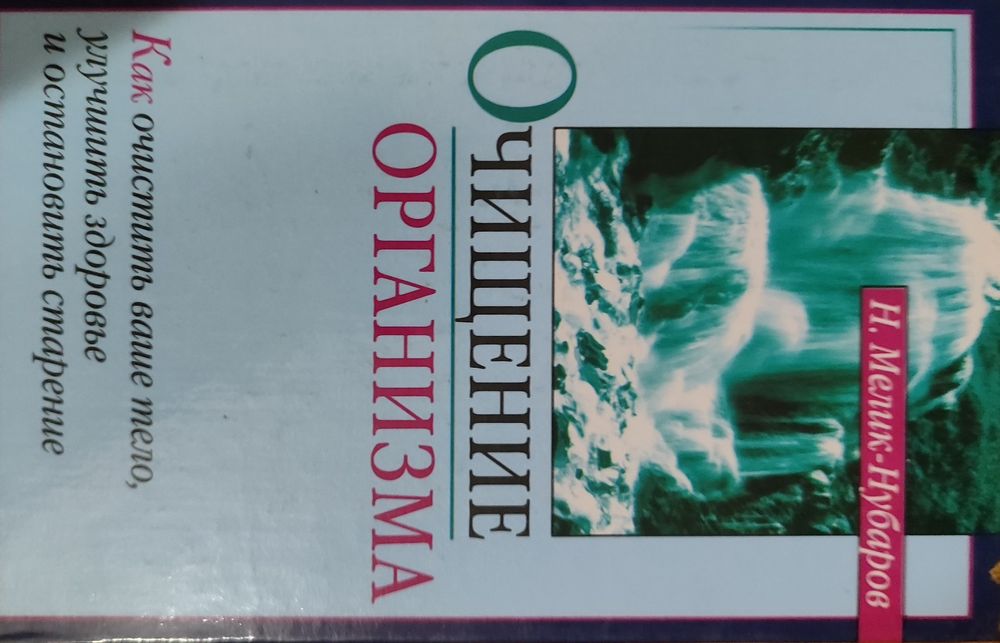 Н. Мелик-Нубаров
ОЧИЩЕНИЕ
ОРГАНИЗМА
Как очистить ваше тело,
улучшить здоровье
и остановить старение